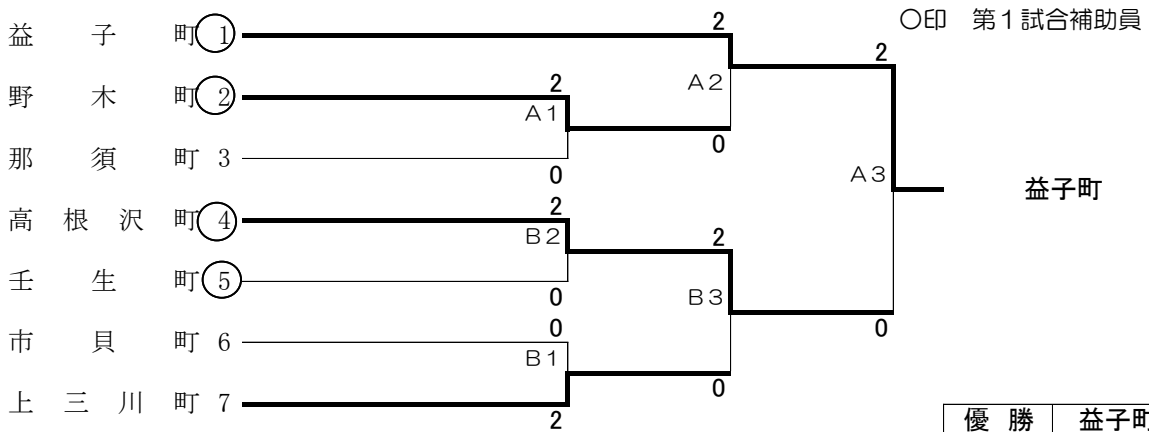 〇印　第１試合補助員
益　子　町 ① 2
2
野　木　町 ② 2 A2
A1
0
那　須　町 3
0 A3 益子町
高 根 沢 町 ④ 2
B2 2
壬　生　町 ⑤
0 B3
市　貝　町 6 0 0
B1
0
上 三 川 町 7
2
優 勝 益子町